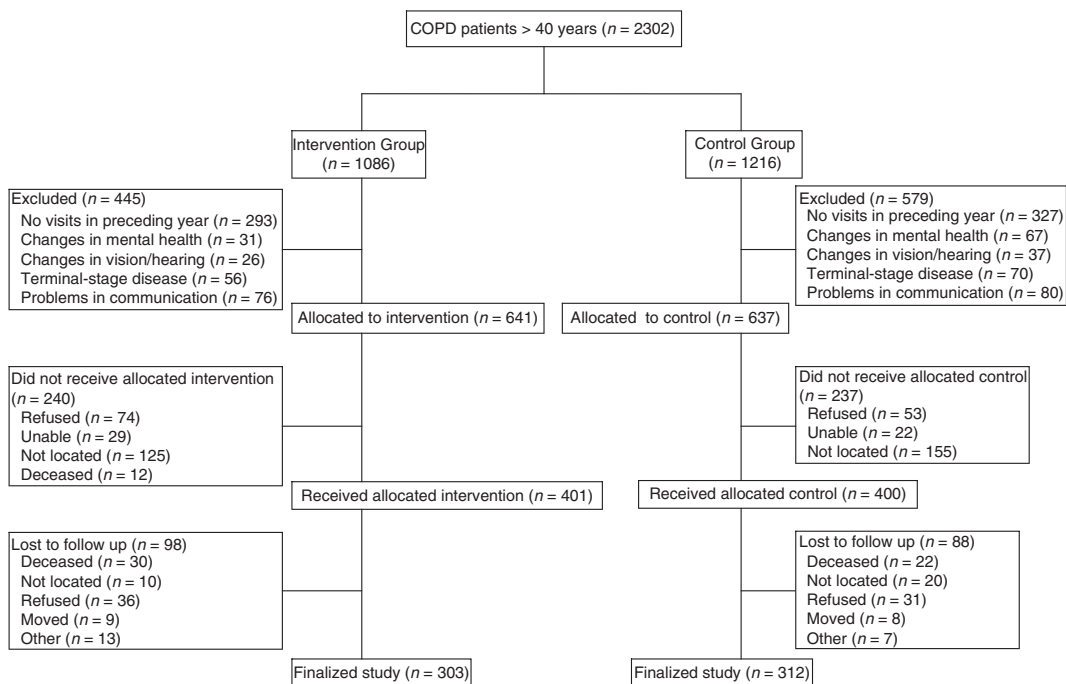 COPD patients > 40 years (n = 2302)
Intervention Group
(n = 1086)
Control Group
(n = 1216)
Excluded (n = 445)
No visits in preceding year (n = 293)
Changes in mental health (n = 31)
Changes in vision/hearing (n = 26)
Terminal-stage disease (n = 56)
Problems in communication (n = 76)
Excluded (n = 579)
No visits in preceding year (n = 327)
Changes in mental health (n = 67)
Changes in vision/hearing (n = 37)
Terminal-stage disease (n = 70)
Problems in communication (n = 80)
Allocated to intervention (n = 641)
Allocated to control (n = 637)
Did not receive allocated intervention
(n = 240)
Refused (n = 74)
Unable (n = 29)
Not located (n = 125)
Deceased (n = 12)
Did not receive allocated control
(n = 237)
Refused (n = 53)
Unable (n = 22)
Not located (n = 155)
Received allocated intervention (n = 401)
Received allocated control (n = 400)
Lost to follow up (n = 98)
Deceased (n = 30)
Not located (n = 10)
Refused (n = 36)
Moved (n = 9)
Other (n = 13)
Lost to follow up (n = 88)
Deceased (n = 22)
Not located (n = 20)
Refused (n = 31)
Moved (n = 8)
Other (n = 7)
Finalized study (n = 303)
Finalized study (n = 312)